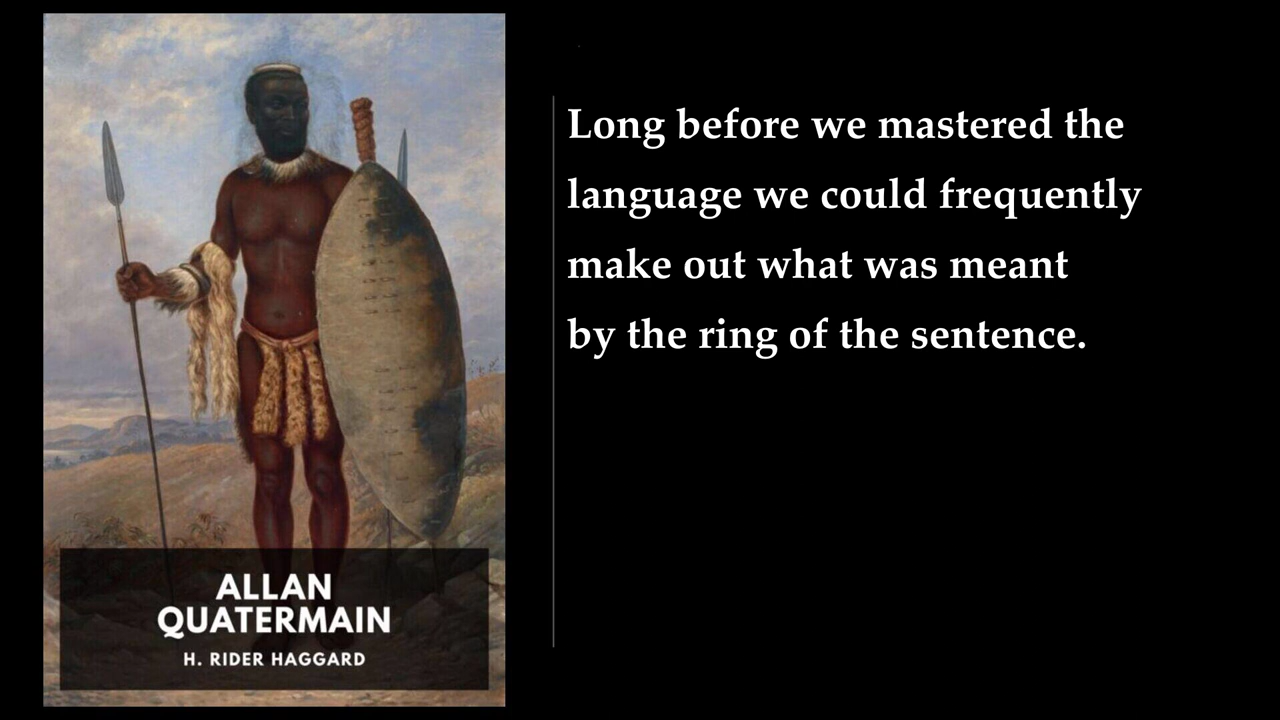 Long before we mastered the
language we could frequently
make out what was meant
by the ring of the sentence.
ALLAN
QUATERMAIN
H. RIDER HAGGARD